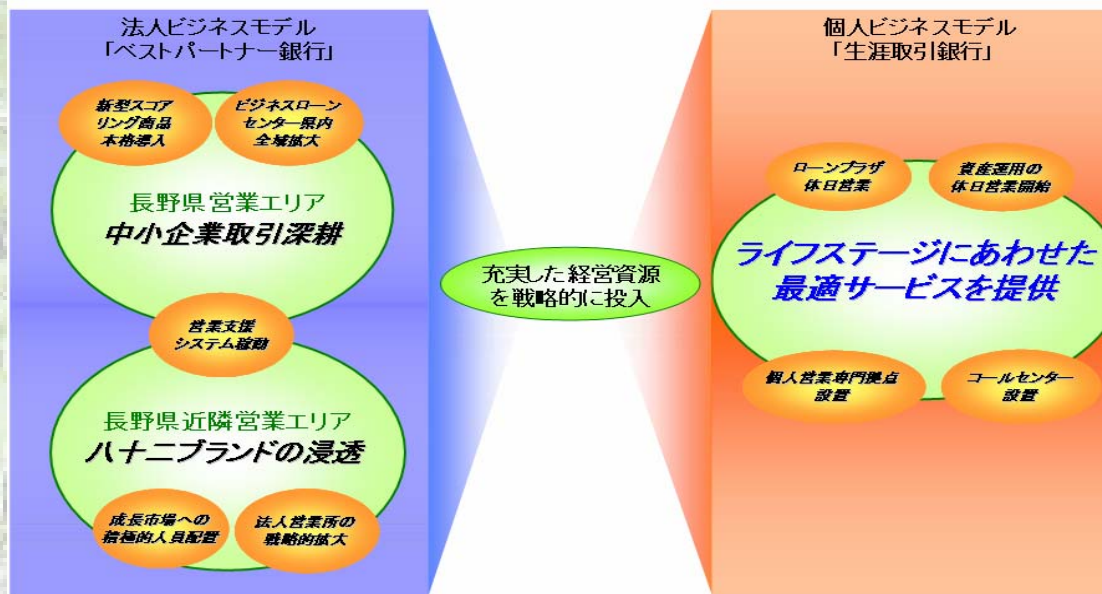 法人ビジネスモデル
「ベストパートナー銀行」
新型スコア
リング商品
本格導入
ビジネスローン
センター県内
全域拡大
長野県営業エリア
中小企業取引深耕
営業支援
システム稼動
長野県近隣営業エリア
八十二ブランドの浸透
成長市場への
積極的人員配置
法人営業所の
戦略的拡大
充実した経営資源
を戦略的に投入
個人ビジネスモデル
「生涯取引銀行」
ローンプラザ
休日営業
資産運用の
休日営業開始
ライフステージにあわせた
最適サービスを提供
個人営業専門拠点
設置
コールセンター
設置